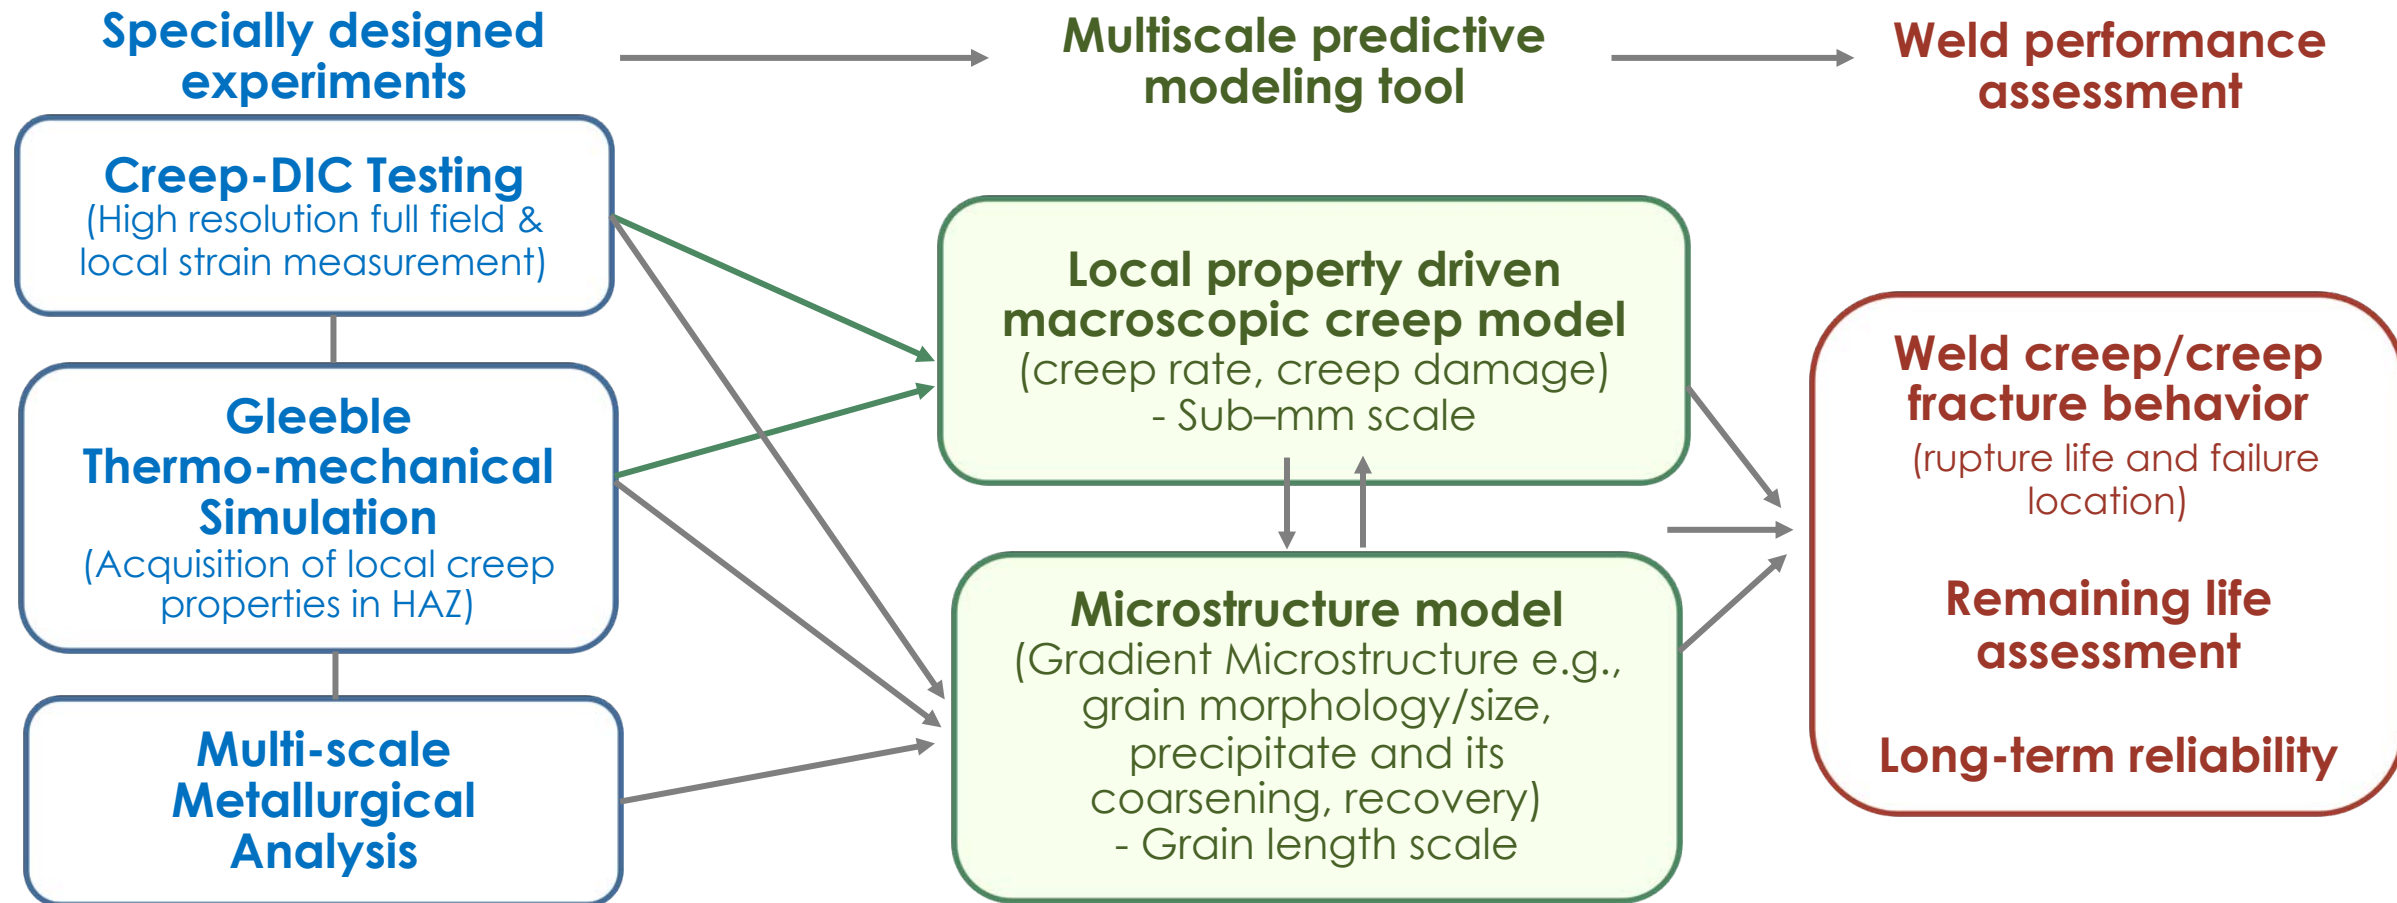 Specially designed
experiments
Multiscale predictive
modeling tool
Weld performance
assessment
Creep-DIC Testing
(High resolution full field &
local strain measurement)
Gleeble
Thermo-mechanical
Simulation
(Acquisition of local creep
properties in HAZ)
Multi-scale
Metallurgical
Analysis
Local property driven
macroscopic creep model
(creep rate, creep damage)
- Sub–mm scale
Microstructure model
(Gradient Microstructure e.g.,
grain morphology/size,
precipitate and its
coarsening, recovery)
- Grain length scale
Weld creep/creep
fracture behavior
(rupture life and failure
location)
Remaining life
assessment
Long-term reliability